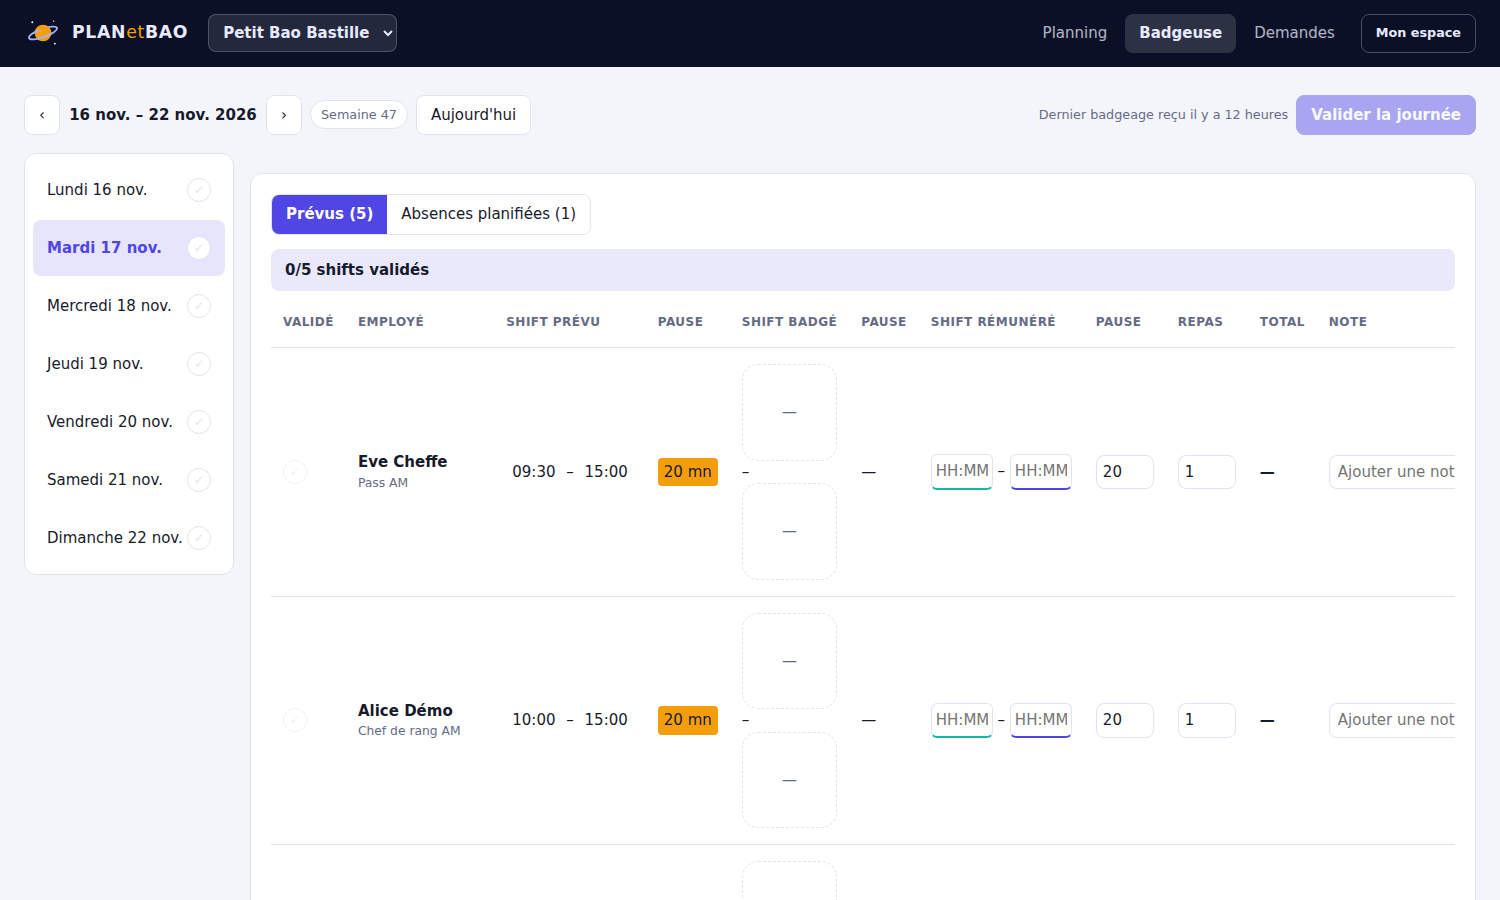 PLANetBAO
Petit Bao Bastille
Planning
Badgeuse
Demandes
Mon espace
‹
16 nov. – 22 nov. 2026
›
Semaine 47
Aujourd'hui
Dernier badgeage reçu il y a 12 heures
Valider la journée
Lundi 16 nov. ✓
Mardi 17 nov. ✓
Mercredi 18 nov. ✓
Jeudi 19 nov. ✓
Vendredi 20 nov. ✓
Samedi 21 nov. ✓
Dimanche 22 nov. ✓
Prévus (5)
Absences planifiées (1)
0/5 shifts validés
VALIDÉ EMPLOYÉ SHIFT PRÉVU PAUSE SHIFT BADGÉ PAUSE SHIFT RÉMUNÉRÉ PAUSE REPAS TOTAL NOTE
—
✓ Eve Cheffe 09:30 – 15:00 20 mn – — HH:MM – HH:MM 20 1 — Ajouter une not
Pass AM
—
—
✓ Alice Démo 10:00 – 15:00 20 mn – — HH:MM – HH:MM 20 1 — Ajouter une not
Chef de rang AM
—